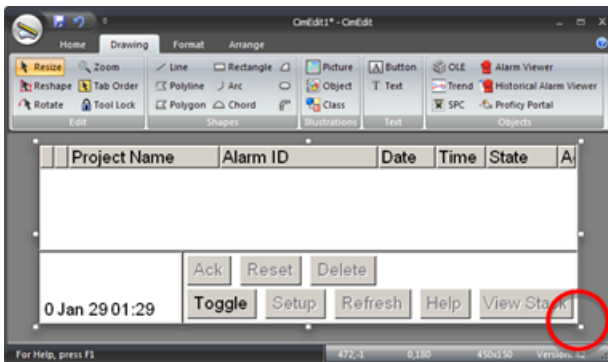 CimEdit1* - CimEdit
Home Drawing Format Arrange
Resize Zoom Line Rectangle Picture Button OLE Alarm Viewer
Reshape Tab Order Polyline Arc Object Text Trend Historical Alarm Viewer
Rotate Tool Lock Polygon Chord Class SPC Proficy Portal
Edit Shapes Illustrations Text Objects
Project Name Alarm ID Date Time State A
Ack Reset Delete
0 Jan 29 01:29 Toggle Setup Refresh Help View Stack
For Help, press F1 472,-1 0,180 450x150